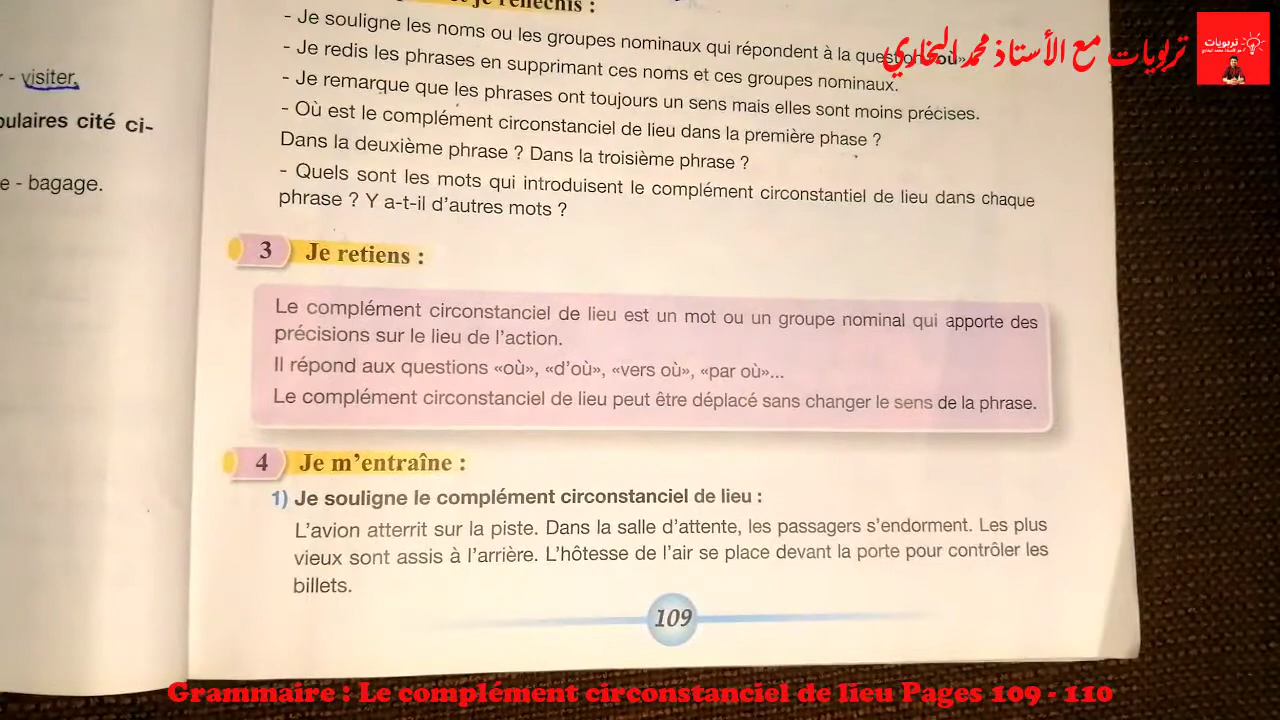 et je réfléchis :
- Je souligne les noms ou les groupes nominaux qui répondent à la question «où»
- Je redis les phrases en supprimant ces noms et ces groupes nominaux.
- Je remarque que les phrases ont toujours un sens mais elles sont moins précises.
- Où est le complément circonstanciel de lieu dans la première phase ?
Dans la deuxième phrase ? Dans la troisième phrase ?
- Quels sont les mots qui introduisent le complément circonstantiel de lieu dans chaque
phrase ? Y a-t-il d'autres mots ?
- visiter.
cité ci-
- bagage.
3 Je retiens :
Le complément circonstanciel de lieu est un mot ou un groupe nominal qui apporte des
précisions sur le lieu de l'action.
Il répond aux questions «où», «d'où», «vers où», «par où»...
Le complément circonstanciel de lieu peut être déplacé sans changer le sens de la phrase.
4 Je m'entraîne :
1) Je souligne le complément circonstanciel de lieu :
L'avion atterrit sur la piste. Dans la salle d'attente, les passagers s'endorment. Les plus
vieux sont assis à l'arrière. L'hôtesse de l'air se place devant la porte pour contrôler les
billets.
109
تربويات مع الأستاذ محمد البخاري
تربويات
Grammaire : Le complément circonstanciel de lieu Pages 109 - 110